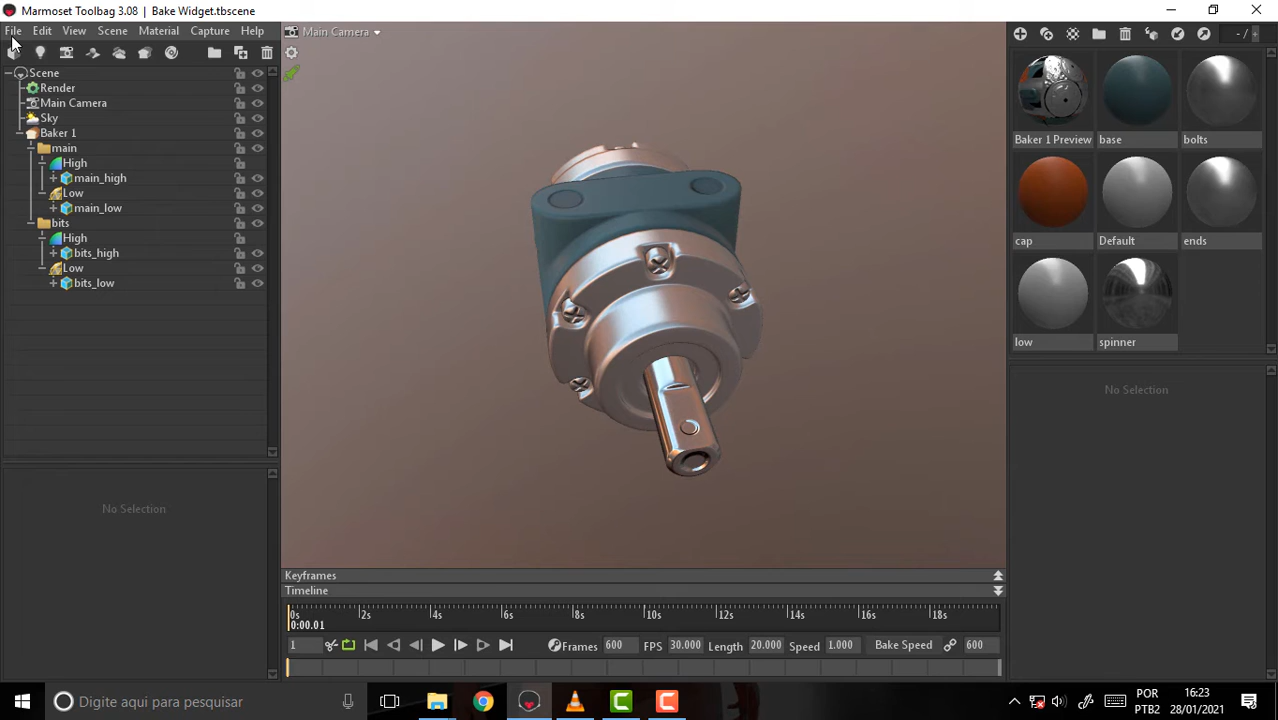 Marmoset Toolbag 3.08 | Bake Widget.tbscene
File Edit View Scene Material Capture Help
Main Camera
- /
Scene
Render
Main Camera
Sky
Baker 1
main
High
main_high
Low
main_low
bits
High
bits_high
Low
bits_low
Baker 1 Preview base bolts
cap Default ends
low spinner
No Selection
No Selection
Keyframes
Timeline
0s 2s 4s 6s 8s 10s 12s 14s 16s 18s
0:00.01
1 Frames 600 FPS 30.000 Length 20.000 Speed 1.000 Bake Speed 600
Digite aqui para pesquisar
POR
PTB2
16:23
28/01/2021